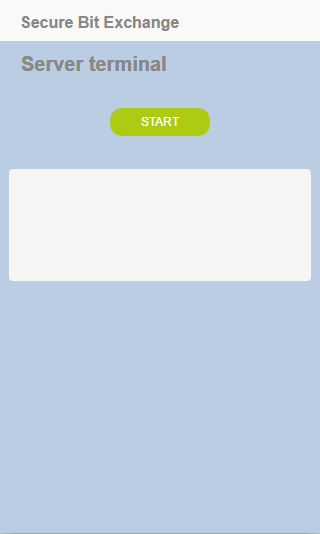 Secure Bit Exchange
Server terminal
START